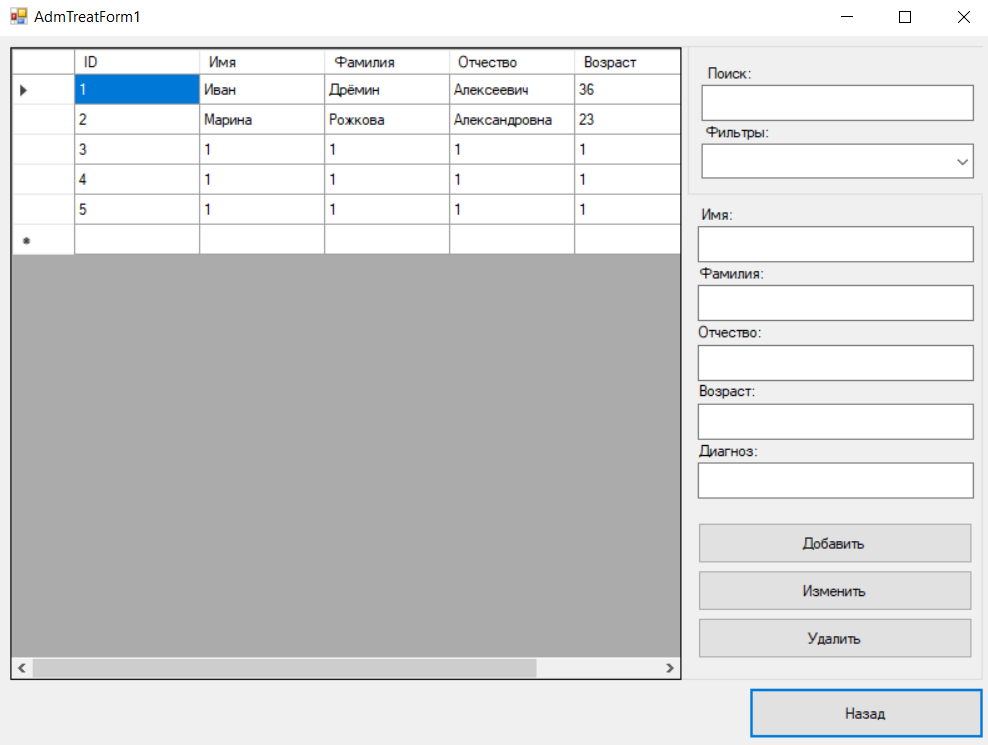 AdmTreatForm1
ID Имя Фамилия Отчество Возраст
1 Иван Дрёмин Алексеевич 36
2 Марина Рожкова Александровна 23
3 1 1 1 1
4 1 1 1 1
5 1 1 1 1
Поиск:
Фильтры:
Имя:
Фамилия:
Отчество:
Возраст:
Диагноз:
Добавить
Изменить
Удалить
Назад